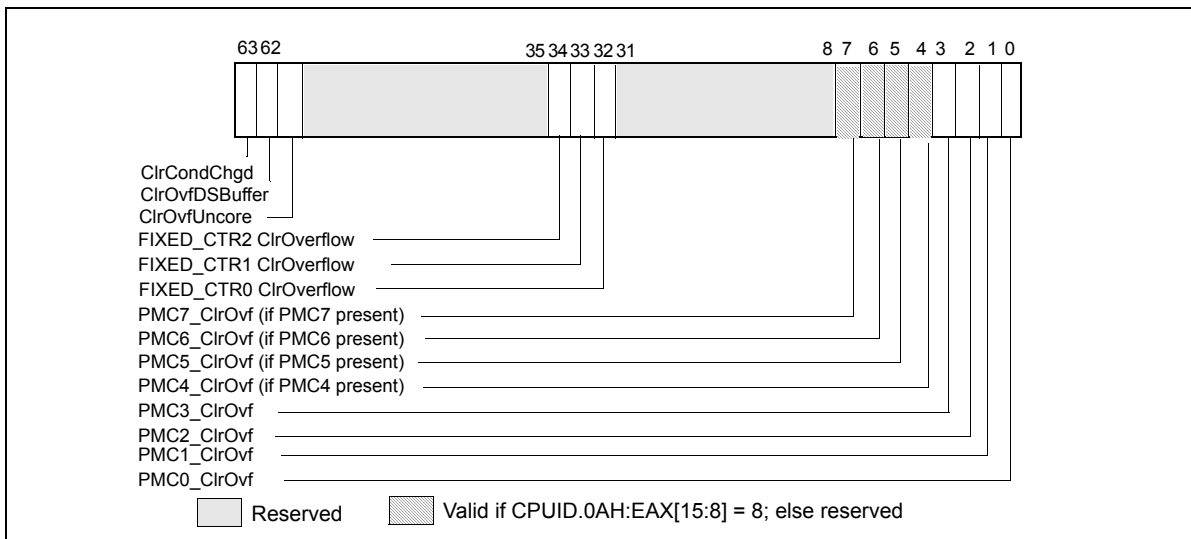 63 62 35 34 33 32 31 8 7 6 5 4 3 2 1 0
ClrCondChgd
ClrOvfDSBuffer
ClrOvfUncore
FIXED_CTR2 ClrOverflow
FIXED_CTR1 ClrOverflow
FIXED_CTR0 ClrOverflow
PMC7_ClrOvf (if PMC7 present)
PMC6_ClrOvf (if PMC6 present)
PMC5_ClrOvf (if PMC5 present)
PMC4_ClrOvf (if PMC4 present)
PMC3_ClrOvf
PMC2_ClrOvf
PMC1_ClrOvf
PMC0_ClrOvf
Reserved Valid if CPUID.0AH:EAX[15:8] = 8; else reserved